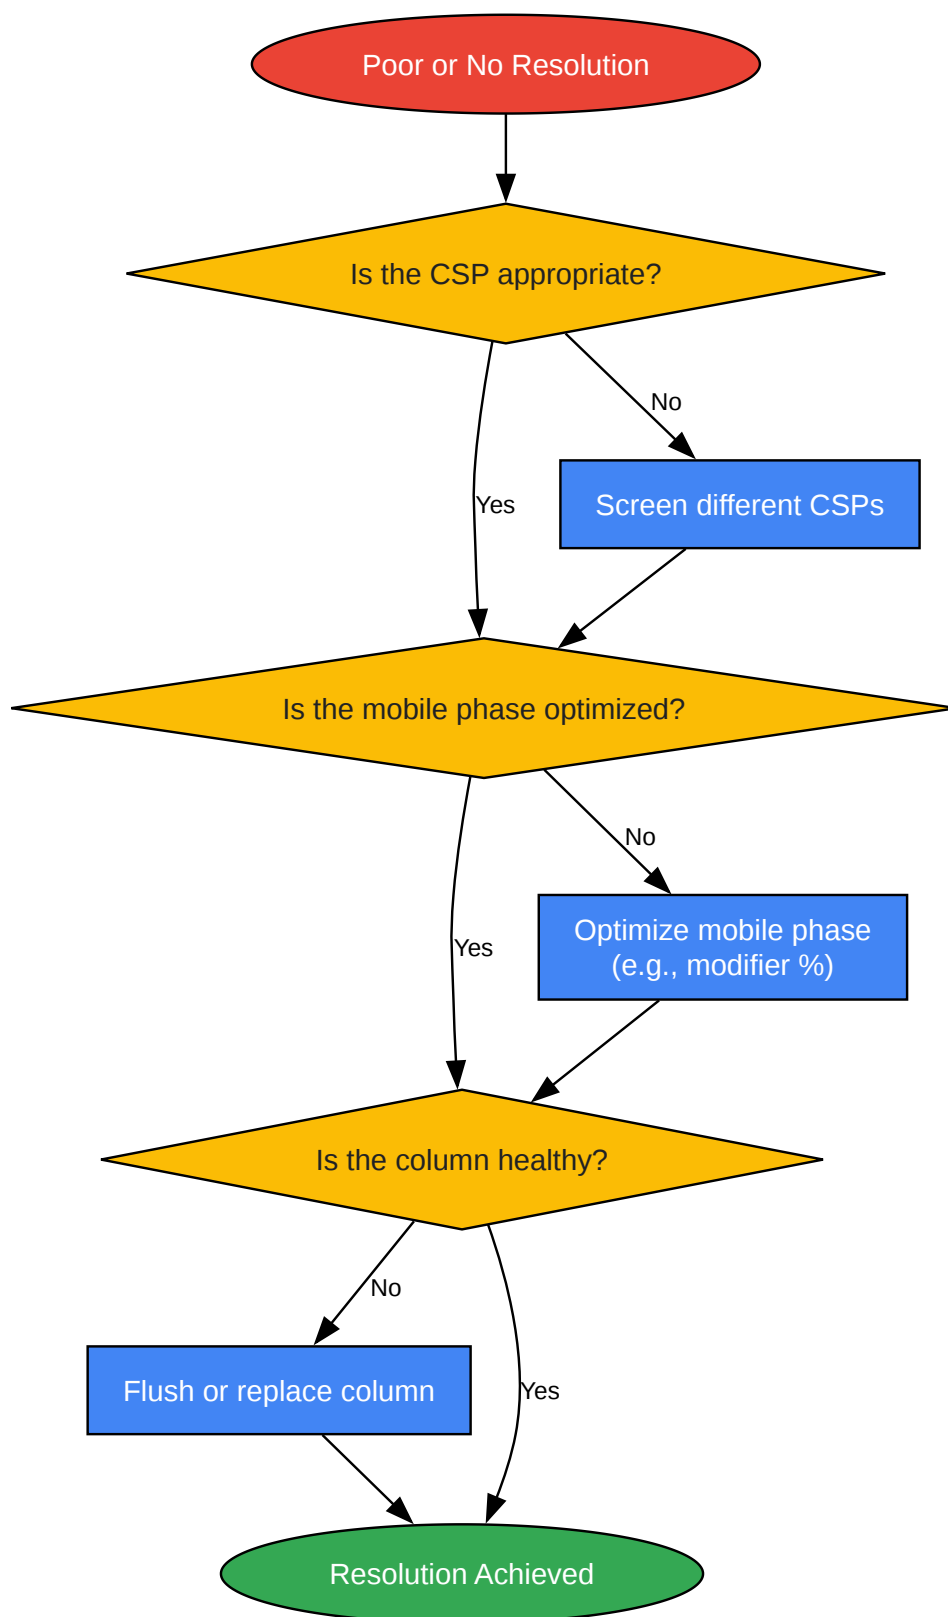 Poor or No Resolution
Is the CSP appropriate?
No
Screen different CSPs
Yes
Is the mobile phase optimized?
No
Optimize mobile phase
(e.g., modifier %)
Yes
Is the column healthy?
No
Flush or replace column
Yes
Resolution Achieved